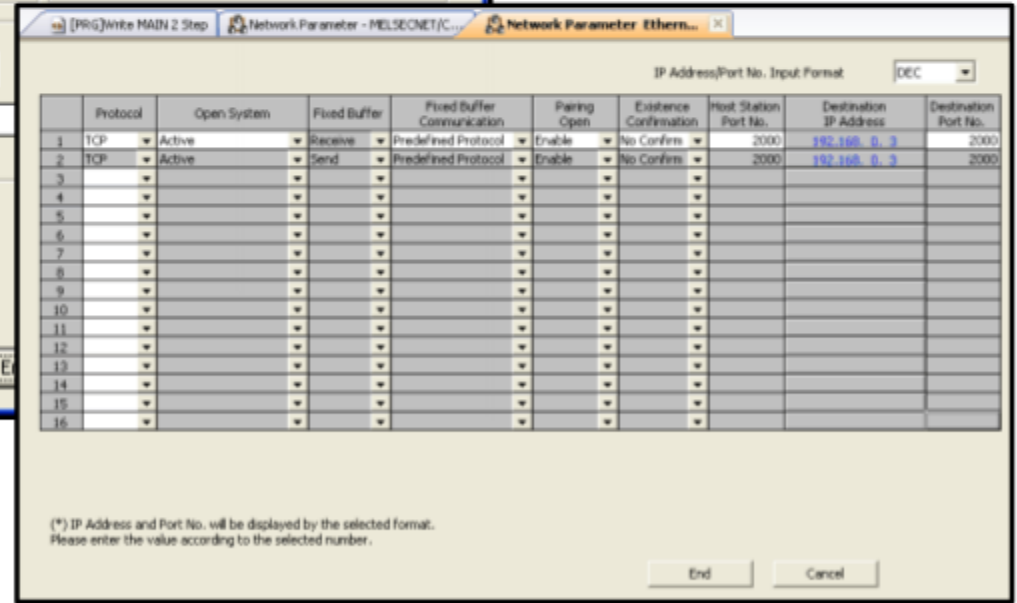 [PRG]Write MAIN 2 Step Network Parameter - MELSECNET/C... Network Parameter Ethern...
IP Address/Port No. Input Format DEC
Protocol Open System Fixed Buffer Fixed Buffer Communication Pairing Open Existence Confirmation Host Station Port No. Destination IP Address Destination Port No.
1 TCP Active Receive Predefined Protocol Enable No Confirm 2000 192.168. 0. 3 2000
2 TCP Active Send Predefined Protocol Enable No Confirm 2000 192.168. 0. 3 2000
3
4
5
6
7
8
9
10
11
12
13
14
15
16
(*) IP Address and Port No. will be displayed by the selected format.
Please enter the value according to the selected number.
End Cancel